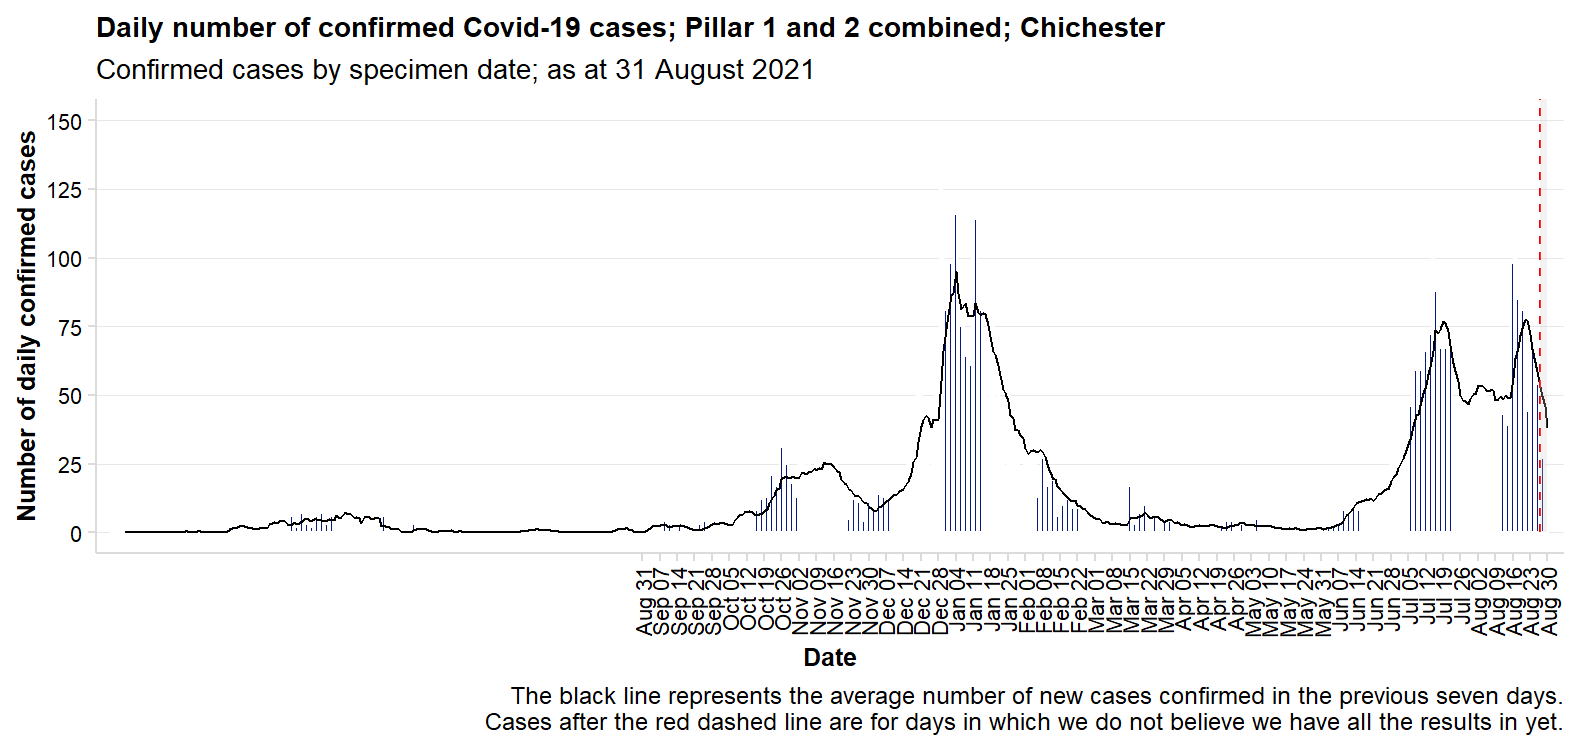 Daily number of confirmed Covid-19 cases; Pillar 1 and 2 combined; Chichester
Confirmed cases by specimen date; as at 31 August 2021
Number of daily confirmed cases
150
125
100
75
50
25
0
Aug 31
Sep 07
Sep 14
Sep 21
Sep 28
Oct 05
Oct 12
Oct 19
Oct 26
Nov 02
Nov 09
Nov 16
Nov 23
Nov 30
Dec 07
Dec 14
Dec 21
Dec 28
Jan 04
Jan 11
Jan 18
Jan 25
Feb 01
Feb 08
Feb 15
Feb 22
Mar 01
Mar 08
Mar 15
Mar 22
Mar 29
Apr 05
Apr 12
Apr 19
Apr 26
May 03
May 10
May 17
May 24
May 31
Jun 07
Jun 14
Jun 21
Jun 28
Jul 05
Jul 12
Jul 19
Jul 26
Aug 02
Aug 09
Aug 16
Aug 23
Aug 30
Date
The black line represents the average number of new cases confirmed in the previous seven days.
Cases after the red dashed line are for days in which we do not believe we have all the results in yet.